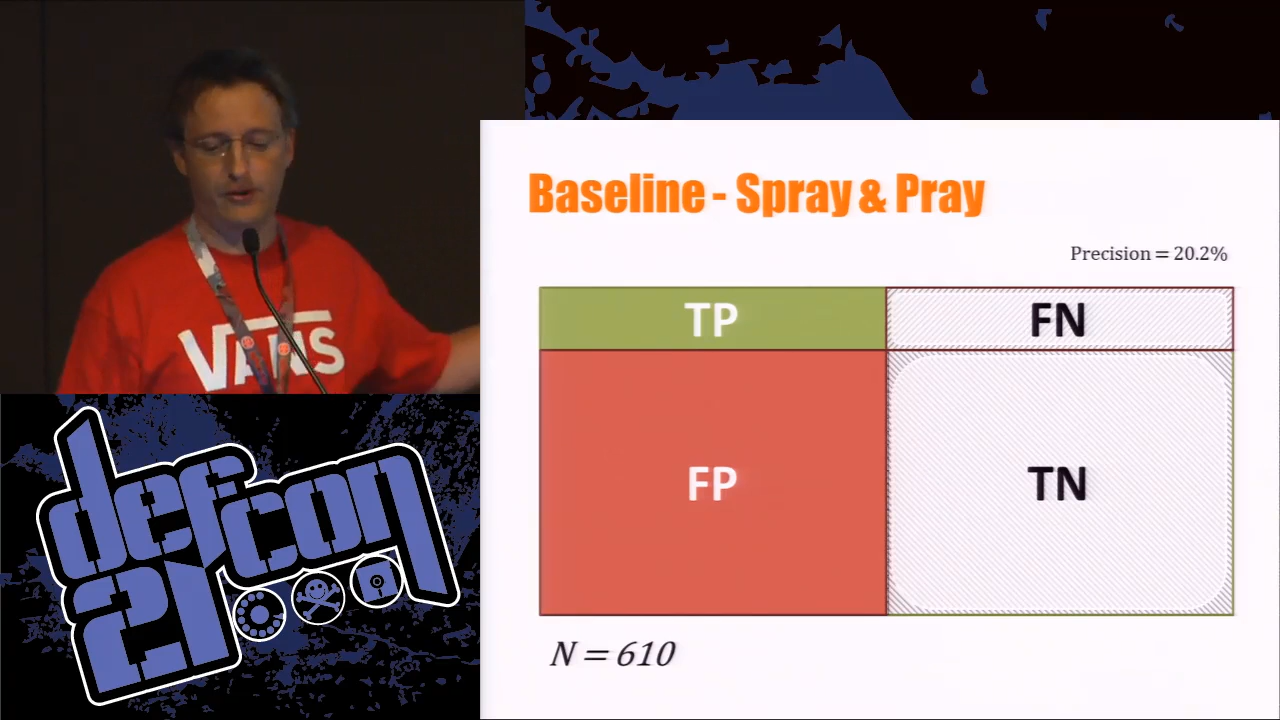 Baseline - Spray & Pray
Precision = 20.2%
TP
FN
FP
TN
N = 610
VANS
defcon
21